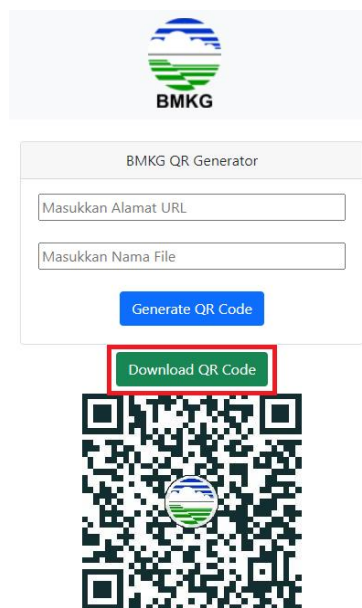 BMKG
BMKG QR Generator
Masukkan Alamat URL
Masukkan Nama File
Generate QR Code
Download QR Code